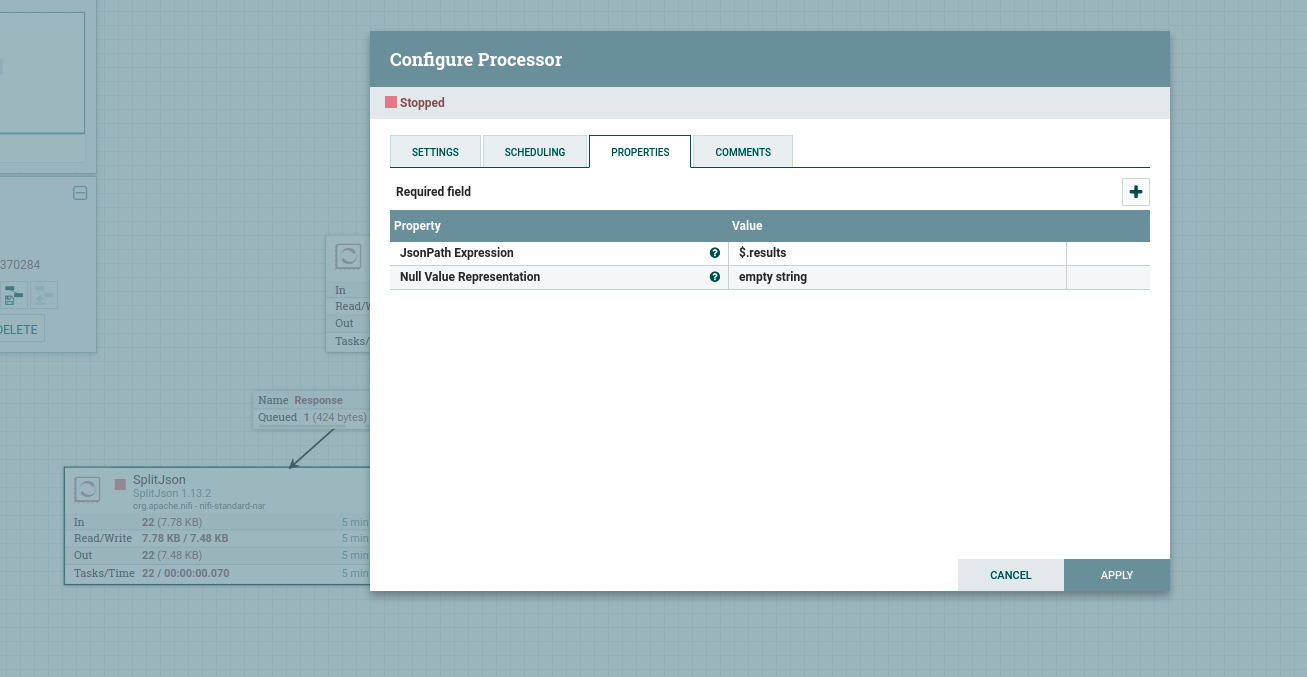 Configure Processor
Stopped
SETTINGS SCHEDULING PROPERTIES COMMENTS
Required field
Property Value
JsonPath Expression $.results
Null Value Representation empty string
CANCEL APPLY
370284
DELETE
In
Read/W
Out
Tasks/
Name Response
Queued 1 (424 bytes)
SplitJson
SplitJson 1.13.2
org.apache.nifi - nifi-standard-nar
In 22 (7.78 KB) 5 min
Read/Write 7.78 KB / 7.48 KB 5 min
Out 22 (7.48 KB) 5 min
Tasks/Time 22 / 00:00:00.070 5 min